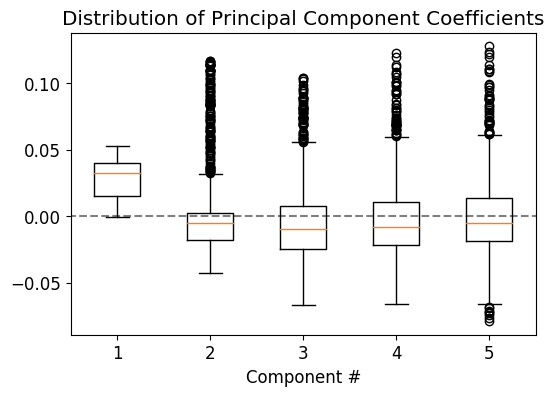 Distribution of Principal Component Coefficients
0.10
0.05
0.00
−0.05
1 2 3 4 5
Component #